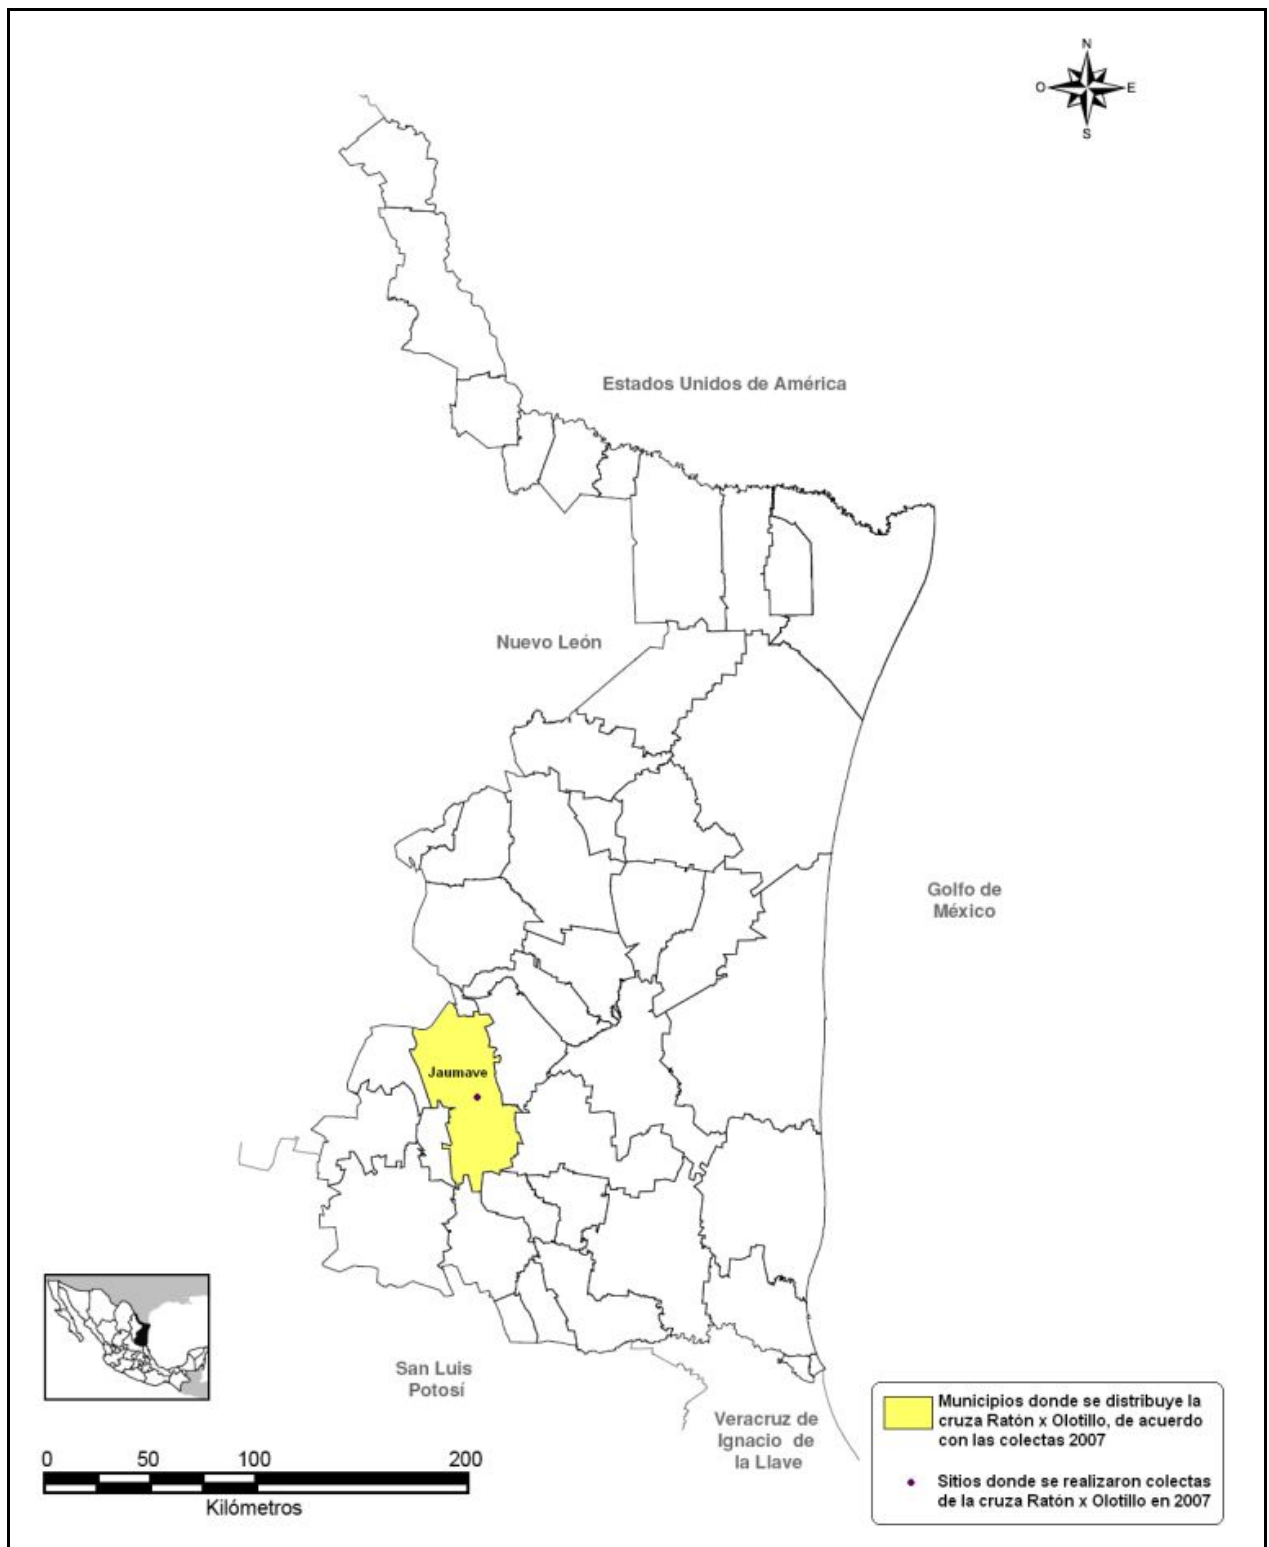 N
O
E
S
Estados Unidos de América
Nuevo León
Golfo de
México
Jaumave
San Luis
Potosí
Veracruz de
Ignacio de
la Llave
0 50 100 200
Kilómetros
Municipios donde se distribuye la
cruza Ratón x Olotillo, de acuerdo
con las colectas 2007
Sitios donde se realizaron colectas
de la cruza Ratón x Olotillo en 2007